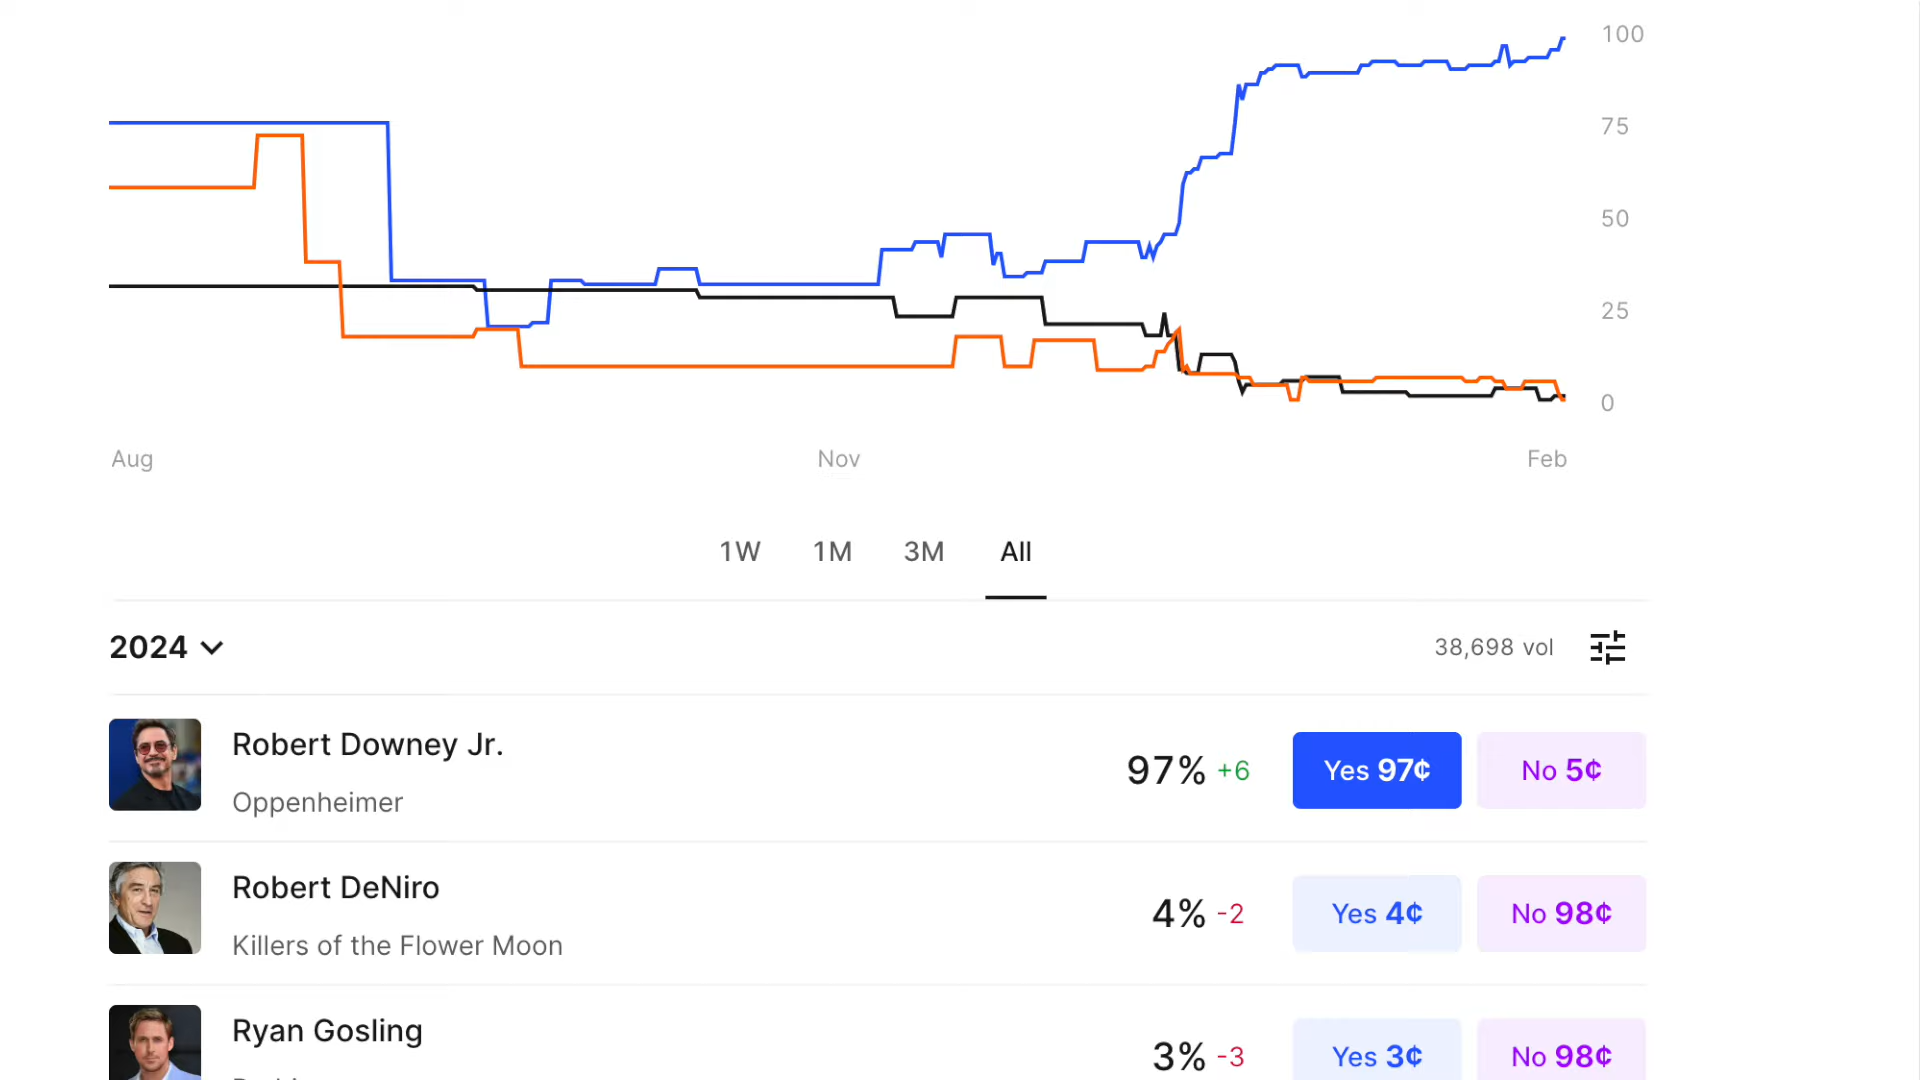 100
75
50
25
0
Aug Nov Feb
1W 1M 3M All
2024 38,698 vol
Robert Downey Jr.
Oppenheimer
97% +6 Yes 97¢ No 5¢
Robert DeNiro
Killers of the Flower Moon
4% -2 Yes 4¢ No 98¢
Ryan Gosling
3% -3 Yes 3¢ No 98¢